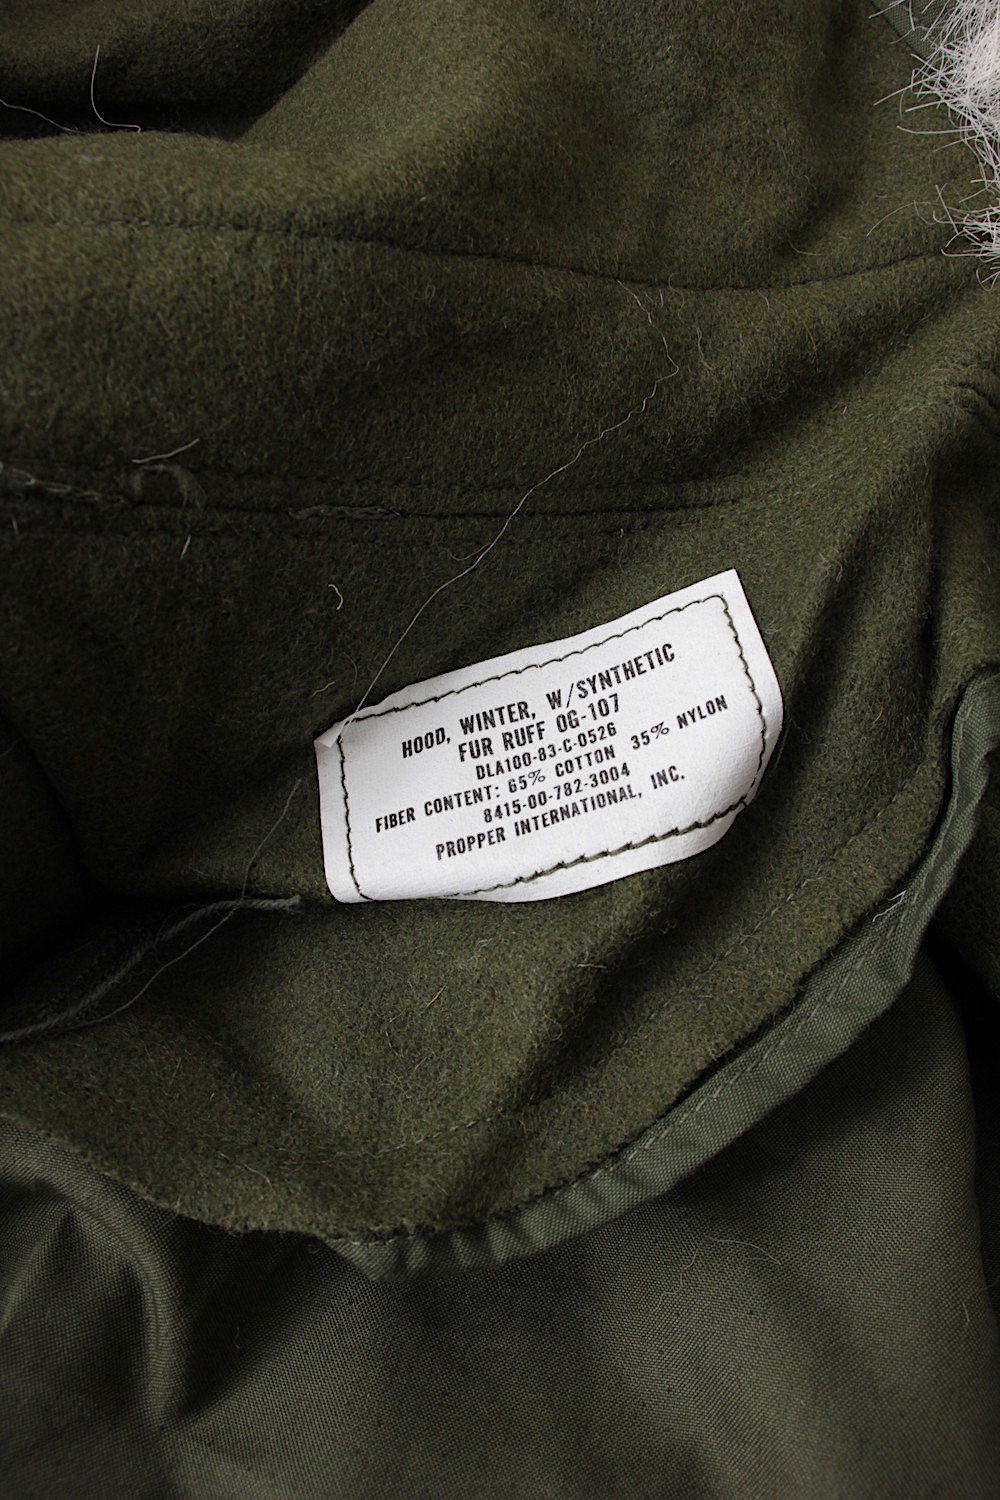 HOOD, WINTER, W/SYNTHETIC
FUR RUFF OG-107
DLA100-83-C-0526
FIBER CONTENT: 65% COTTON 35% NYLON
8415-00-782-3004
PROPPER INTERNATIONAL, INC.